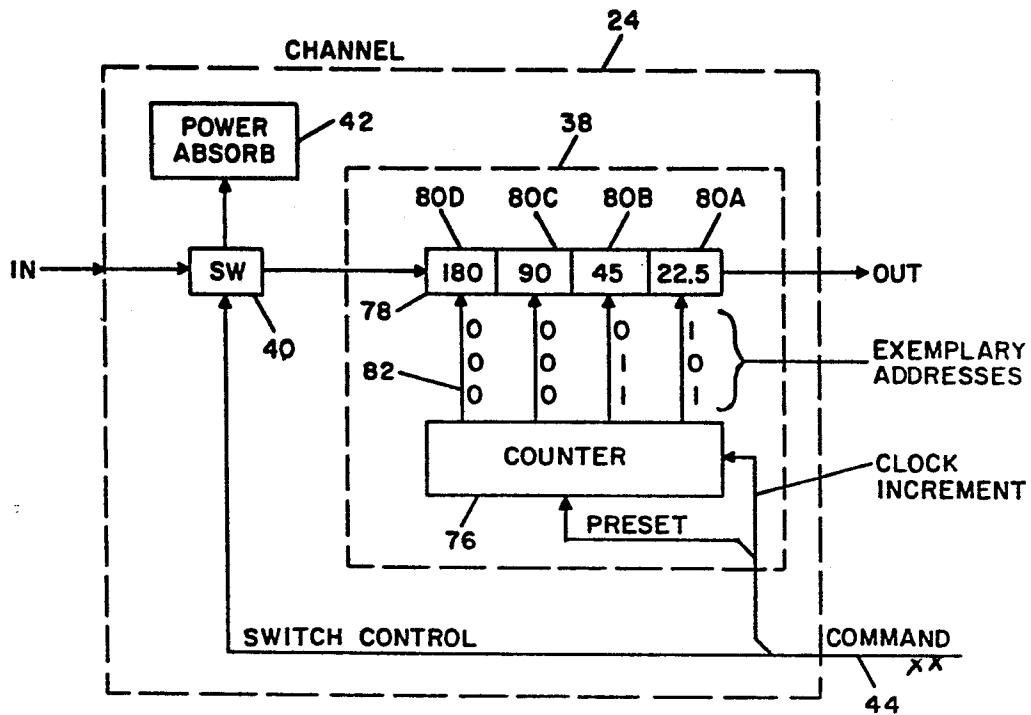 24
CHANNEL
POWER ABSORB
42
38
80D 80C 80B 80A
IN
SW
180 90 45 22.5
OUT
78
40
0 0 0 1
0 0 1 0
0 0 1 1
82
EXEMPLARY ADDRESSES
COUNTER
CLOCK INCREMENT
76
PRESET
SWITCH CONTROL
COMMAND
XX
44